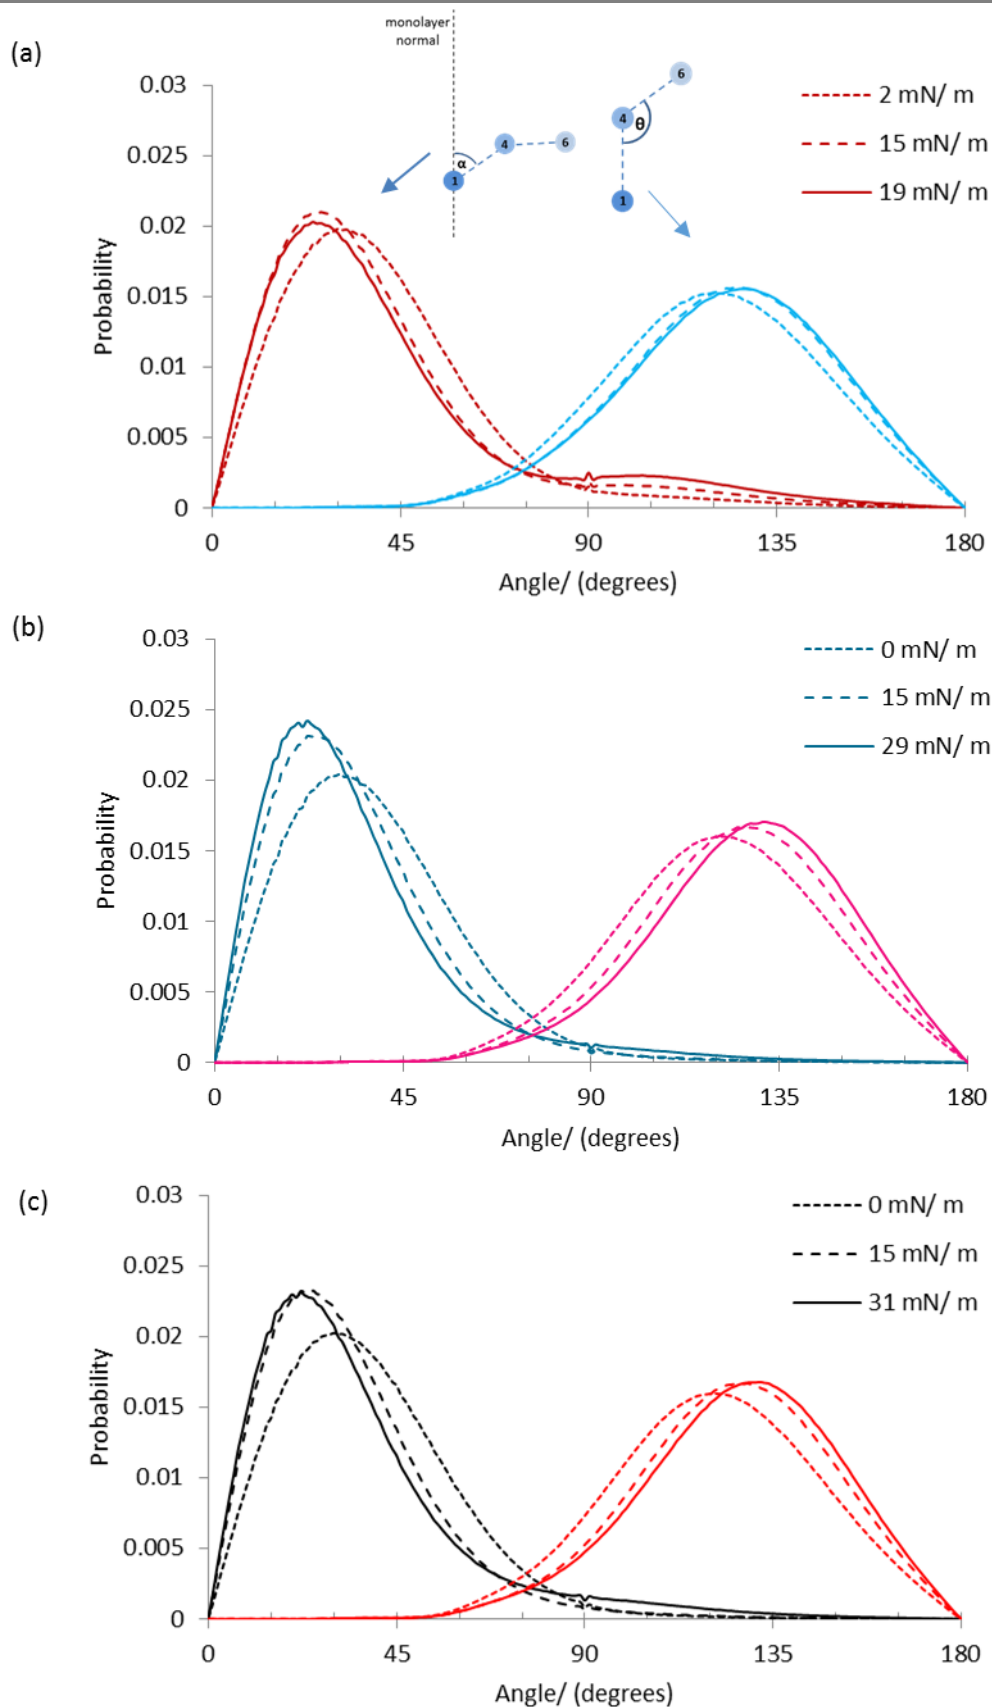 (a)
monolayer
normal
6
4
θ
1
α
4
6
1
2 mN/ m
15 mN/ m
19 mN/ m
0.03
0.025
0.02
0.015
0.01
0.005
0
Probability
0
45
90
135
180
Angle/ (degrees)
(b)
0 mN/ m
15 mN/ m
29 mN/ m
0.03
0.025
0.02
0.015
0.01
0.005
0
Probability
0
45
90
135
180
Angle/ (degrees)
(c)
0 mN/ m
15 mN/ m
31 mN/ m
0.03
0.025
0.02
0.015
0.01
0.005
0
Probability
0
45
90
135
180
Angle/ (degrees)